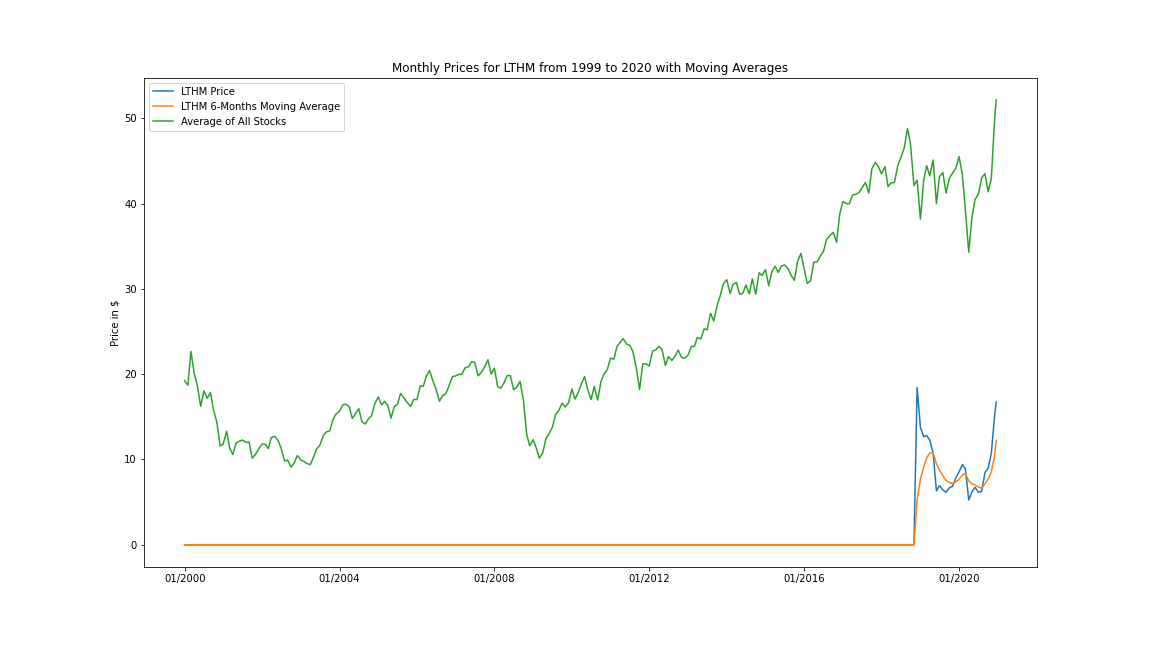 Monthly Prices for LTHM from 1999 to 2020 with Moving Averages
LTHM Price
LTHM 6-Months Moving Average
Average of All Stocks
Price in $
50
40
30
20
10
0
01/2000
01/2004
01/2008
01/2012
01/2016
01/2020